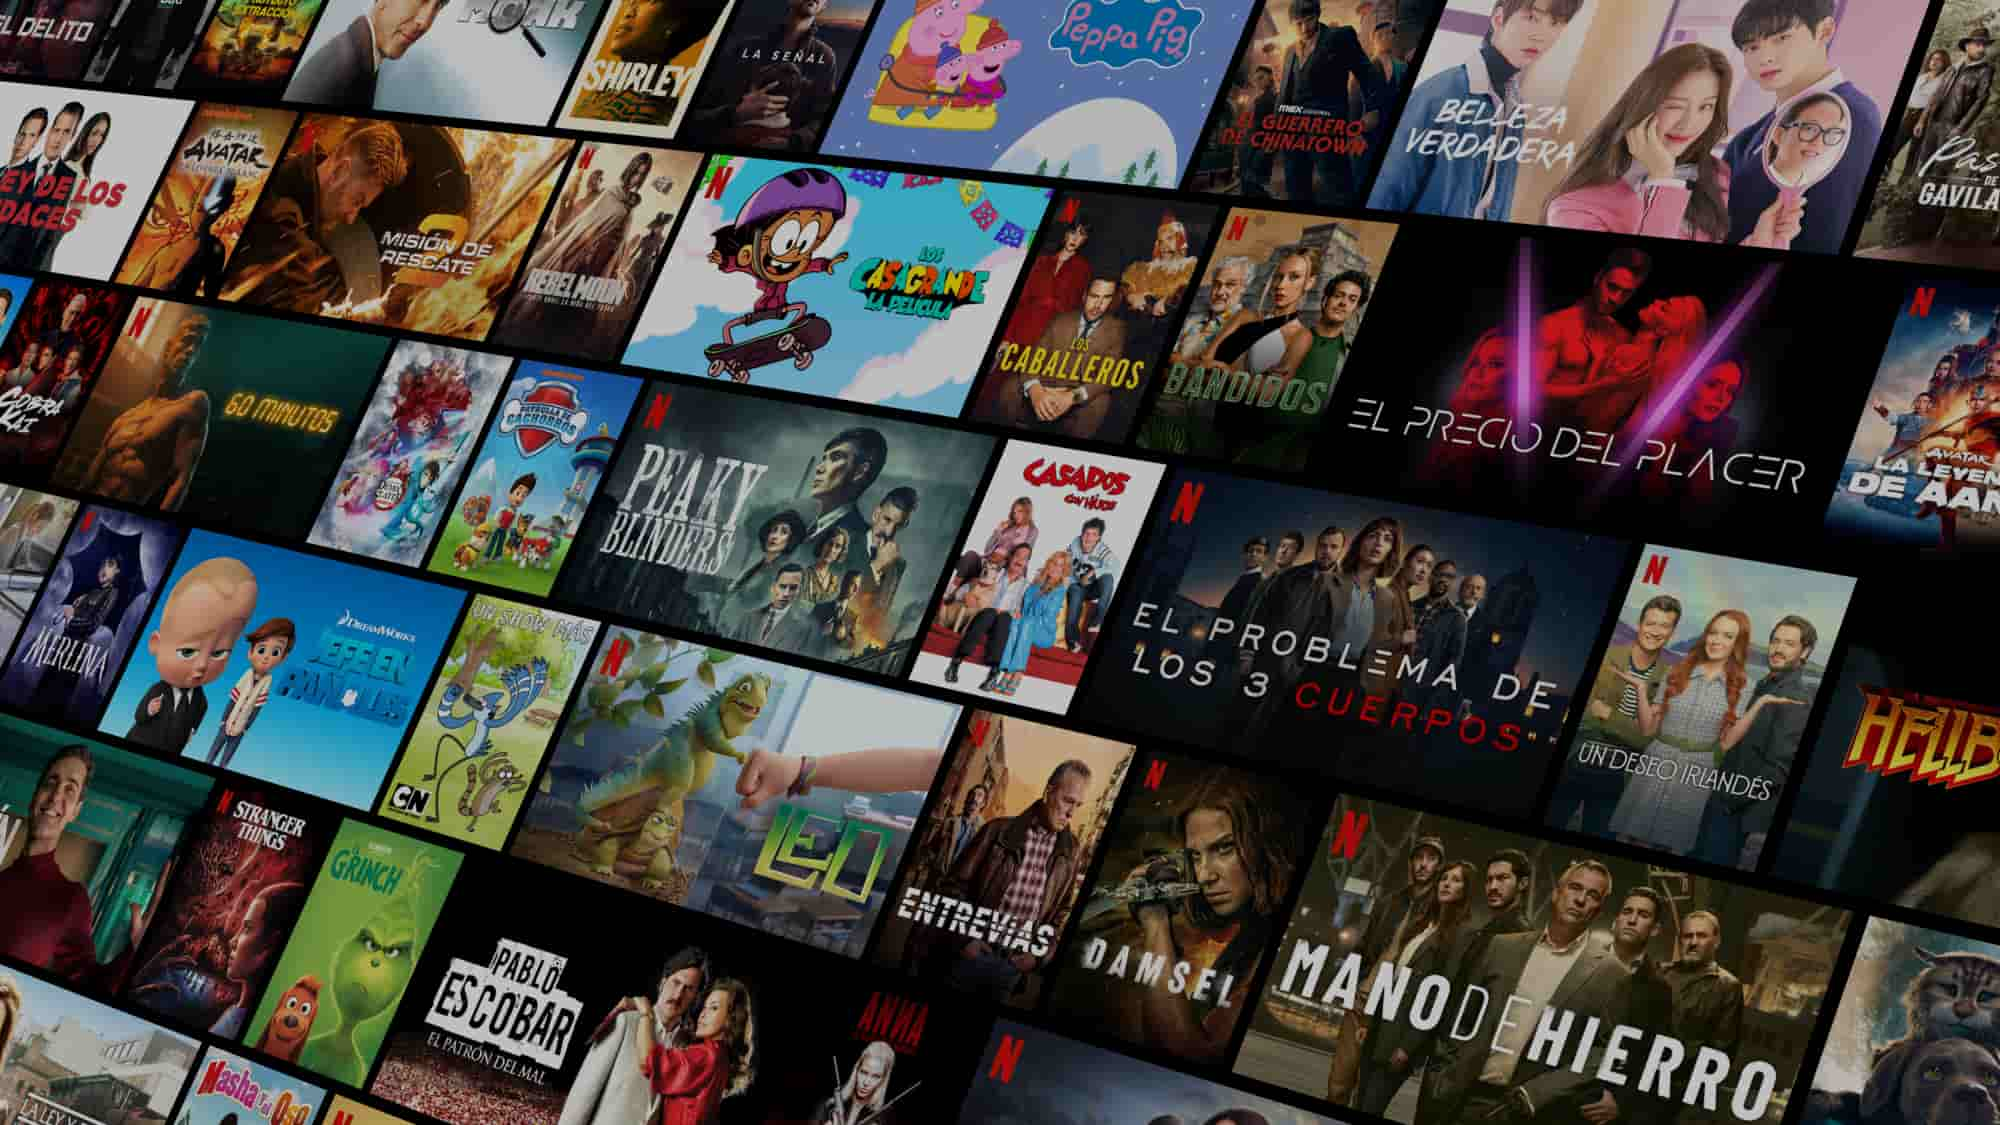 EL DELITO
EXTRACCIÓN
SHIRLEY
LA SEÑAL
Peppa Pig
EL GUERRERO
DE CHINATOWN
BELLEZA
VERDADERA
DE
GAVILA
EY DE LOS
DACES
AVATAR
MISIÓN DE
RESCATE
2
N
REBEL MOON
N
LOS
CASAGRANDE
LA PELÍCULA
N
LOS
CABALLEROS
N
BANDIDOS
EL PRECIO DEL PLACER
N
AVATAR
LA LEYEN
DE AAN
COBRA
KAI
N
60 MINUTOS
PATRULLA DE
CACHORROS
N
PEAKY
BLINDERS
CASADOS
con HIJOS
N
EL PROBLEMA DE
LOS 3 CUERPOS
N
UN DESEO IRLANDÉS
HELLB
MERLINA
DREAMWORKS
JEFE EN
PAÑALES
UN SHOW MÁS
CN
N
LEO
N
ENTREVÍAS
N
DAMSEL
N
MANO DE HIERRO
N
STRANGER
THINGS
EL
GRINCH
PABLO
ESCOBAR
EL PATRÓN DEL MAL
ANNA
N
LA LEY Y
Masha y el Oso
N